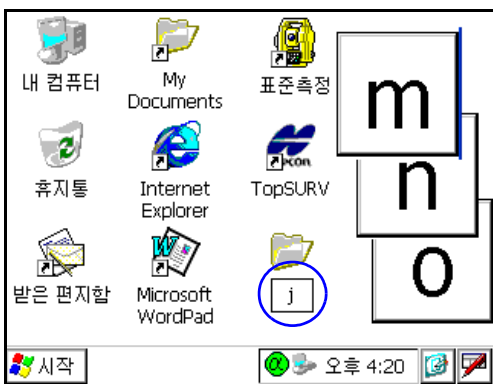 내 컴퓨터
My Documents
표준측정
m
휴지통
Internet Explorer
TopSURV
n
받은 편지함
Microsoft WordPad
j
o
시작
α
오후 4:20